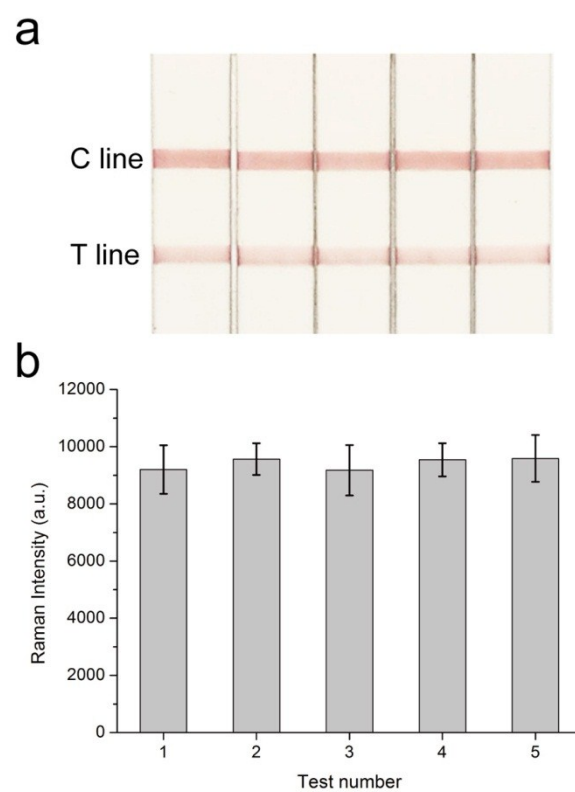 a
C line
T line
b
12000
10000
8000
6000
4000
2000
0
Raman Intensity (a.u.)
1 2 3 4 5
Test number